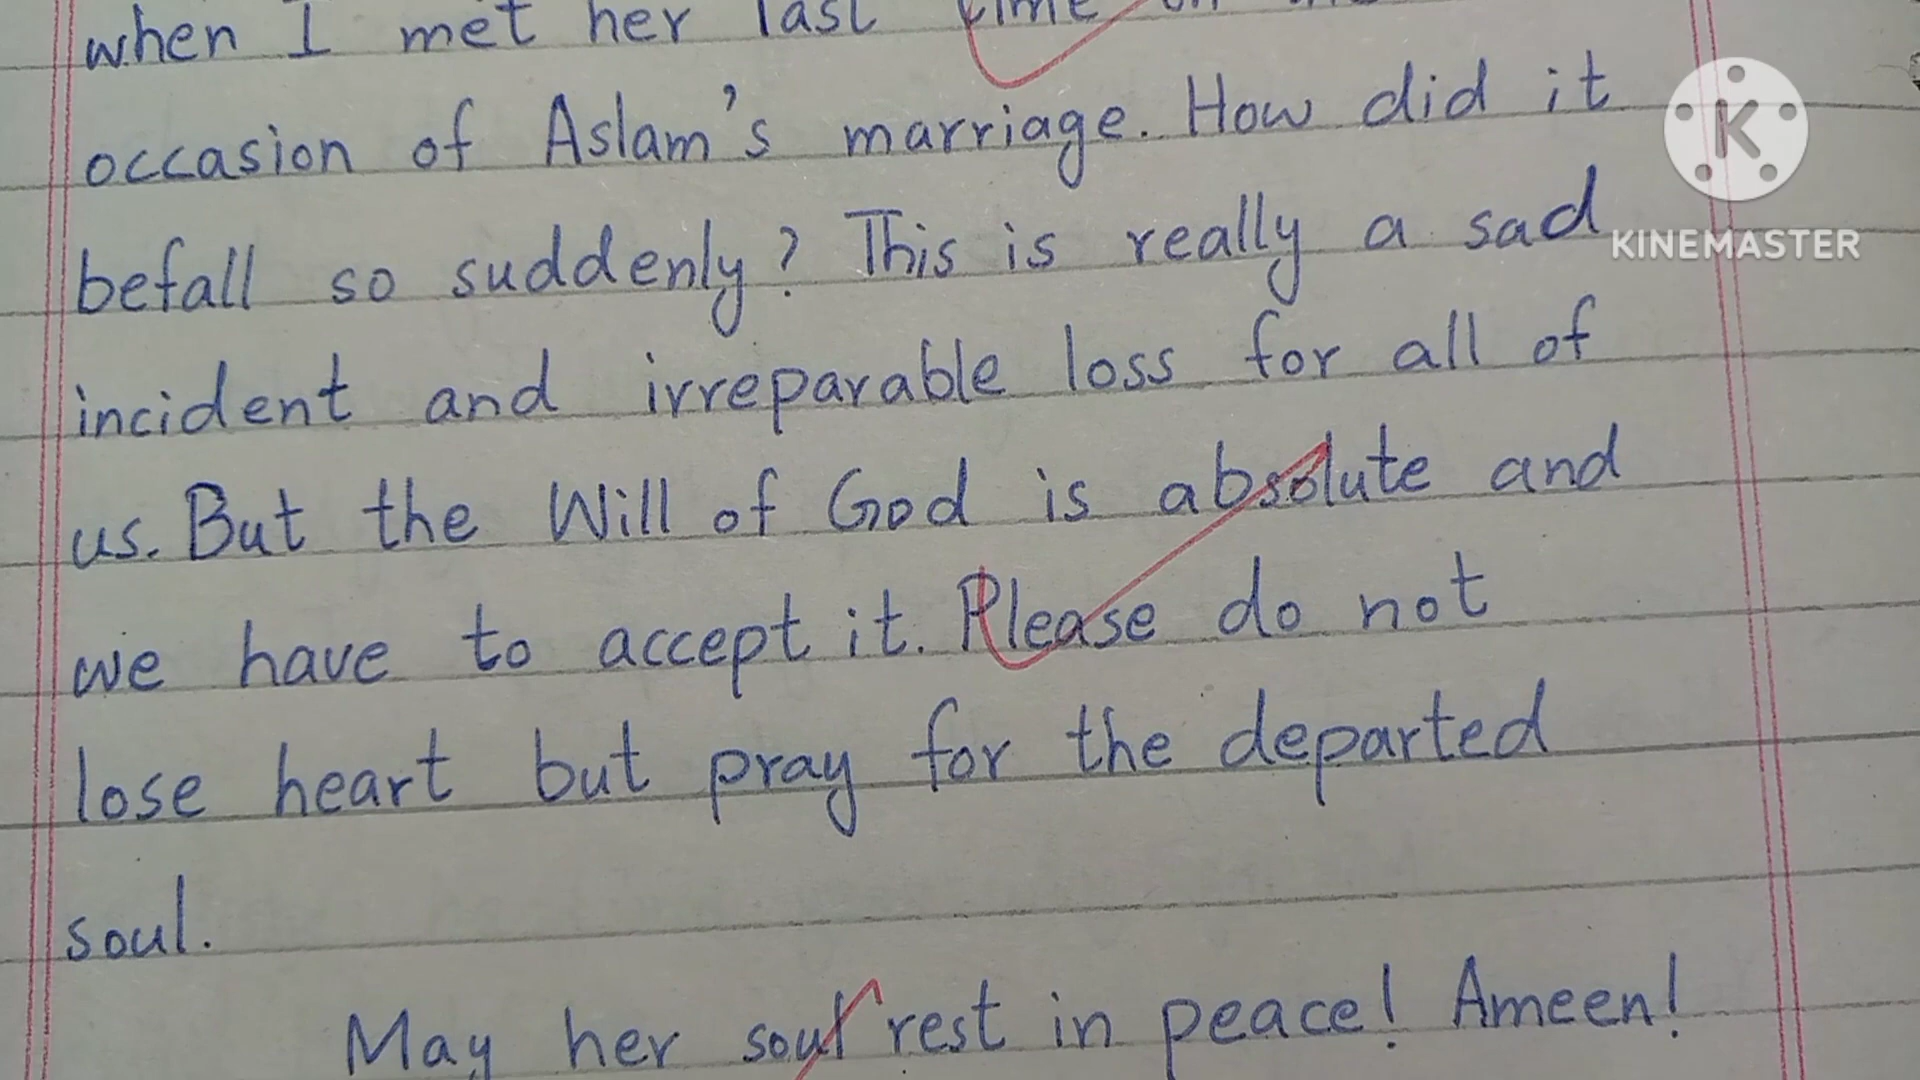 when I met her last time on the
occasion of Aslam's marriage. How did it
befall so suddenly? This is really a sad
incident and irreparable loss for all of
us. But the Will of God is absolute and
we have to accept it. Please do not
lose heart but pray for the departed
soul.
May her soul rest in peace! Ameen!
K
KINEMASTER